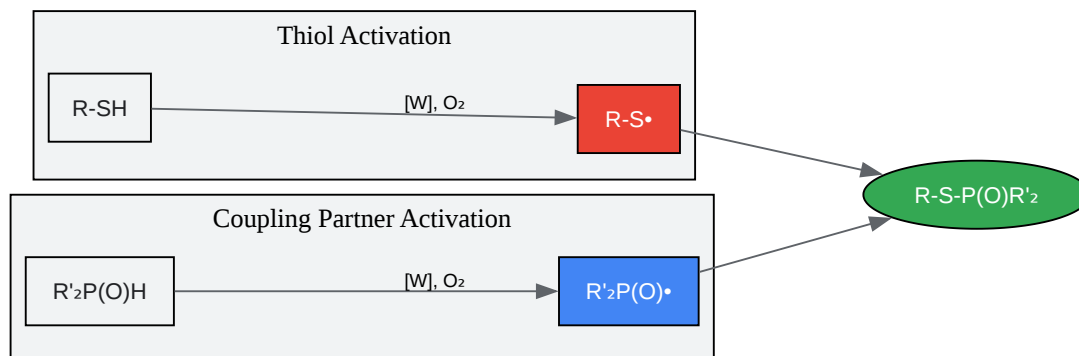 Thiol Activation
R-SH
[W], O₂
R-S•
R-S-P(O)R'₂
Coupling Partner Activation
R'₂P(O)H
[W], O₂
R'₂P(O)•